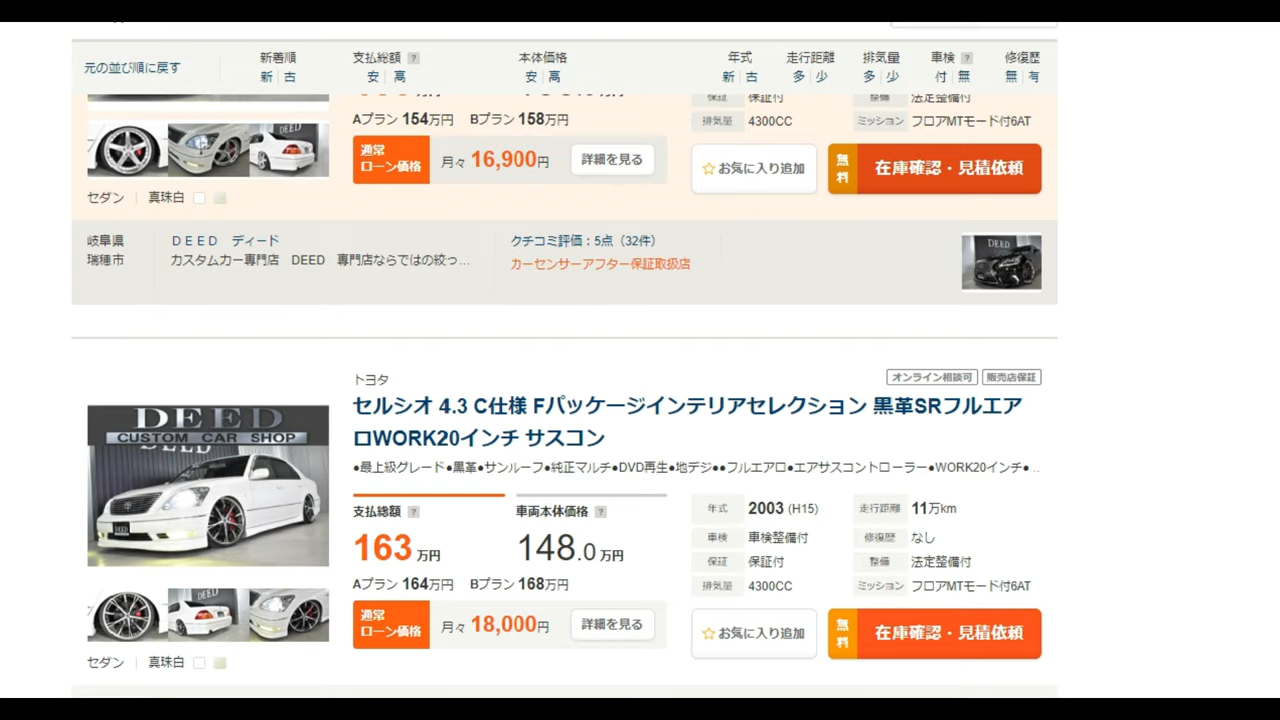 元の並び順に戻す
新着順
新 古
支払総額 ?
安 高
本体価格
安 高
年式
新 古
走行距離
多 少
排気量
多 少
車検 ?
付 無
修復歴
無 有
Aプラン 154万円 Bプラン 158万円
通常
ローン価格
月々 16,900円
詳細を見る
保証 保証付
整備 法定整備付
排気量 4300CC
ミッション フロアMTモード付6AT
お気に入り追加
無料
在庫確認・見積依頼
DEED
セダン 真珠白
岐阜県
瑞穂市
ＤＥＥＤ ディード
カスタムカー専門店 DEED 専門店ならではの絞っ…
クチコミ評価：5点（32件）
カーセンサーアフター保証取扱店
DEED
トヨタ
オンライン相談可 販売店保証
セルシオ 4.3 C仕様 Fパッケージインテリアセレクション 黒革SRフルエア
ロWORK20インチ サスコン
●最上級グレード●黒革●サンルーフ●純正マルチ●DVD再生●地デジ●●フルエアロ●エアサスコントローラー●WORK20インチ●…
DEED
CUSTOM CAR SHOP
DEED
支払総額 ?
163 万円
車両本体価格 ?
148.0 万円
Aプラン 164万円 Bプラン 168万円
通常
ローン価格
月々 18,000円
詳細を見る
年式 2003 (H15)
走行距離 11万km
車検 車検整備付
修復歴 なし
保証 保証付
整備 法定整備付
排気量 4300CC
ミッション フロアMTモード付6AT
お気に入り追加
無料
在庫確認・見積依頼
セダン 真珠白